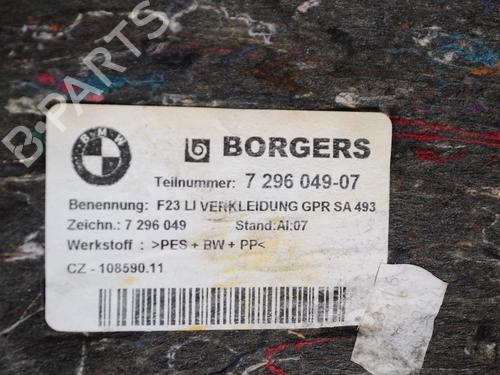 B-PARTS
BMW
BORGERS
Teilnummer: 7 296 049-07
Benennung: F23 LI VERKLEIDUNG GPR SA 493
Zeichn.: 7 296 049 Stand:AI:07
Werkstoff : >PES + BW + PP<
CZ - 108590.11